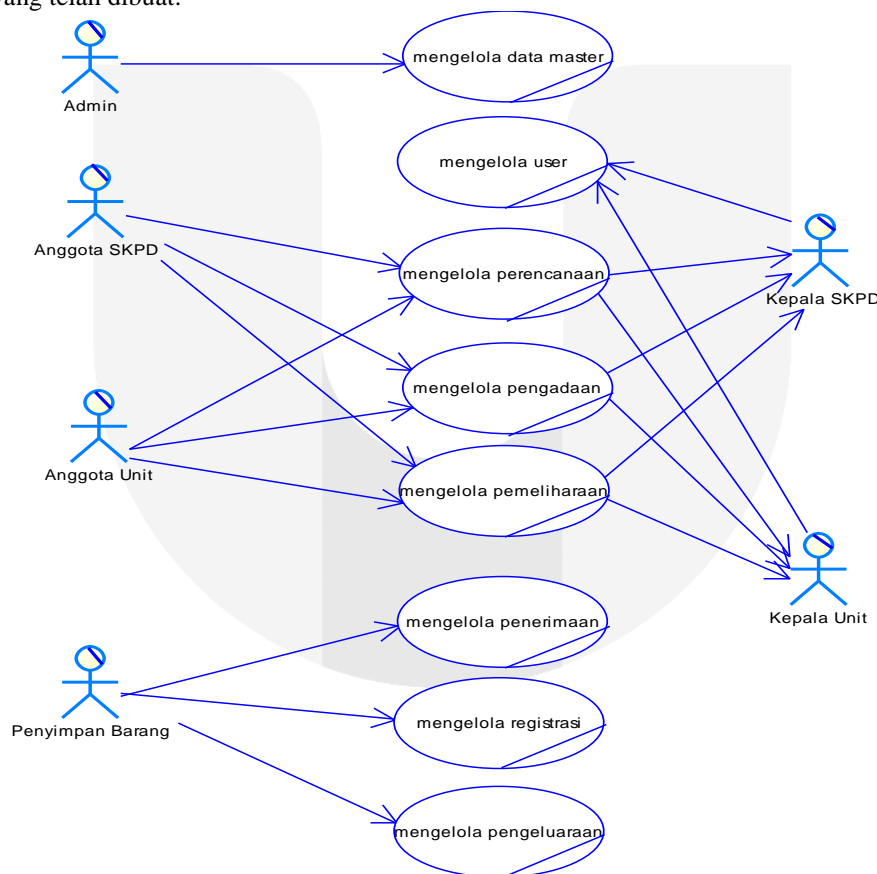 yang telah dibuat.
mengelola data master
Admin
mengelola user
Anggota SKPD
mengelola perencanaan
Kepala SKPD
mengelola pengadaan
Anggota Unit
mengelola pemeliharaan
mengelola penerimaan
Kepala Unit
mengelola registrasi
Penyimpan Barang
mengelola pengeluaraan